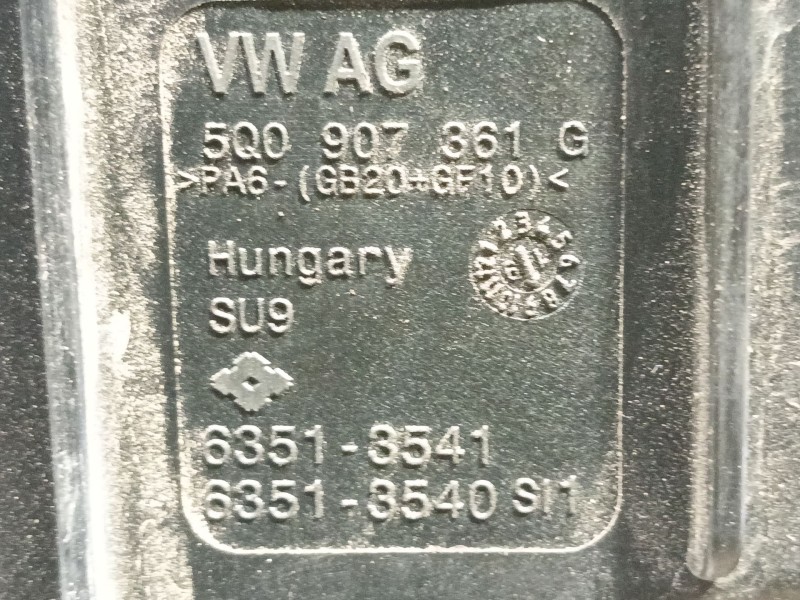 VW AG
5Q0 907 361 G
>PA6-(GB20+GF10)<
Hungary
SU9
6351-3541
6351-3540 SI1